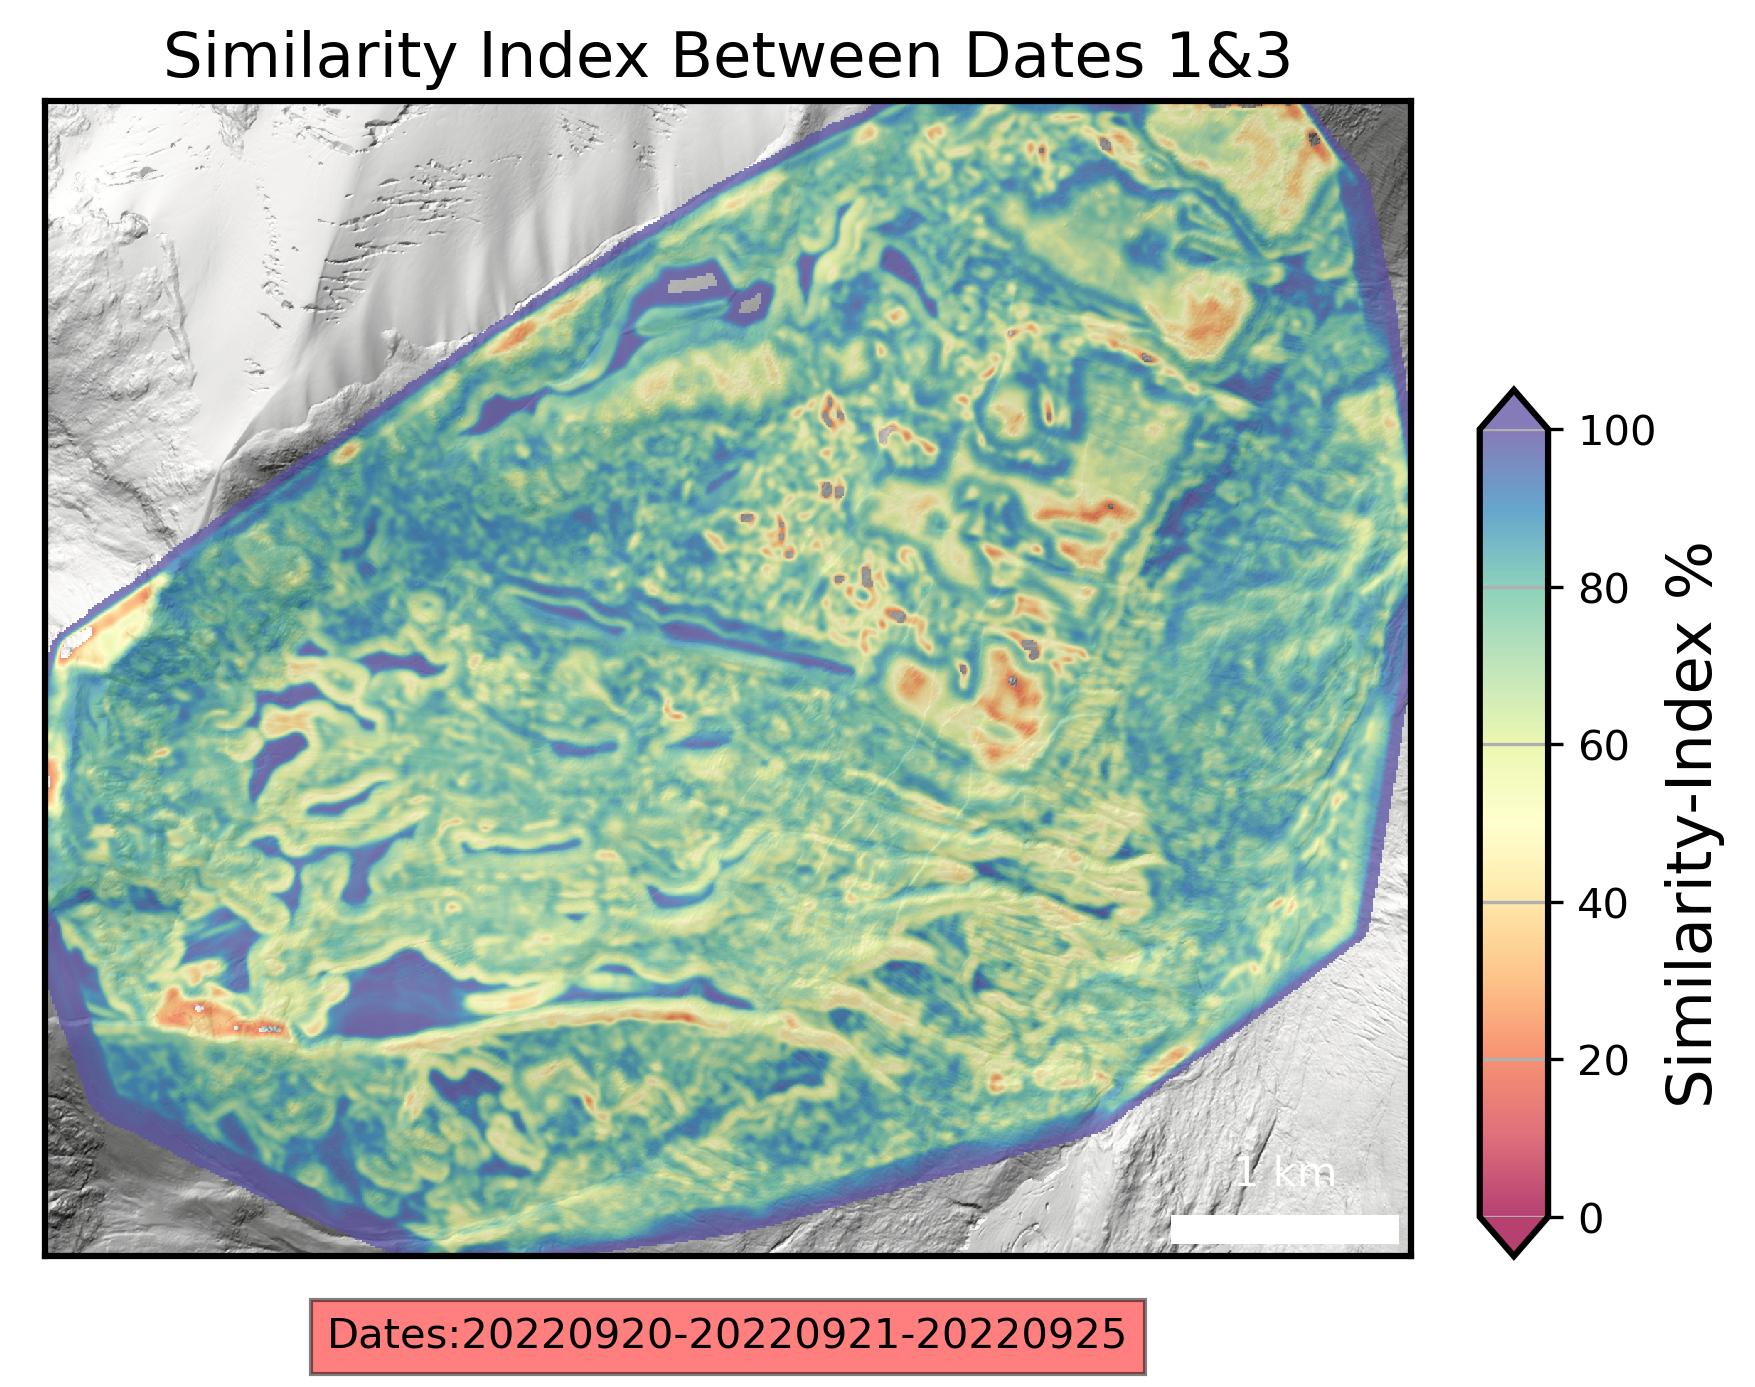 Similarity Index Between Dates 1&3
100
80
60
40
20
0
Similarity-Index %
1 km
Dates:20220920-20220921-20220925